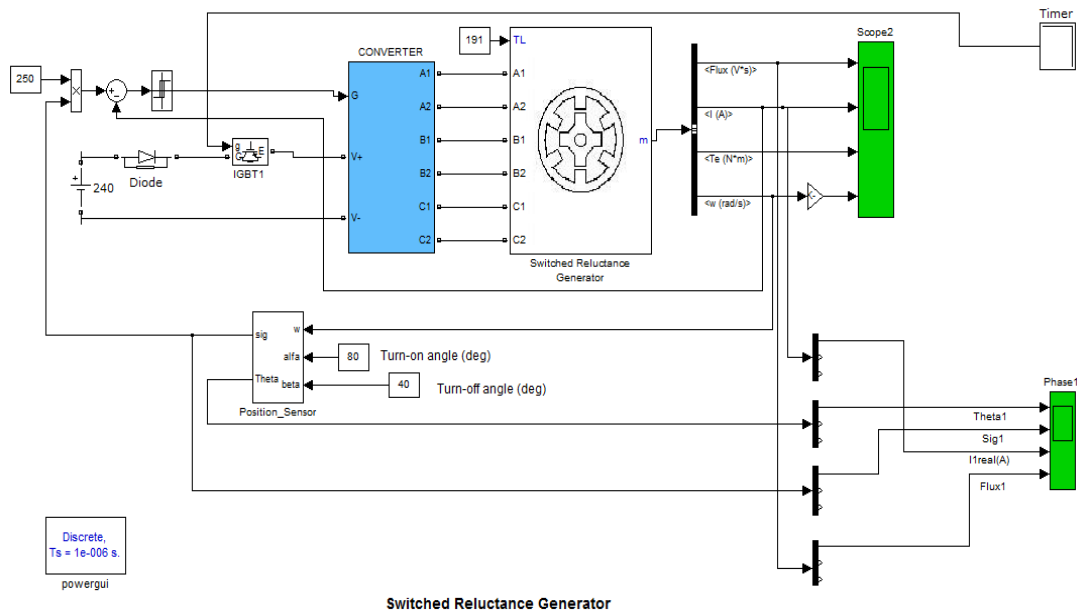 Timer
Scope2
CONVERTER
191
TL
250
A1
A1
<Flux (V*s)>
G
A2
A2
<I (A)>
B1
B1
m
g
C
E
V+
<Te (N*m)>
IGBT1
Diode
B2
B2
+
240
C1
C1
<w (rad/s)>
K-
V-
C2
C2
Switched Reluctance
Generator
sig
w
alfa
80
Turn-on angle (deg)
Theta
beta
40
Turn-off angle (deg)
Position_Sensor
Phase1
Theta1
Sig1
I1real(A)
Flux1
Discrete,
Ts = 1e-006 s.
powergui
Switched Reluctance Generator